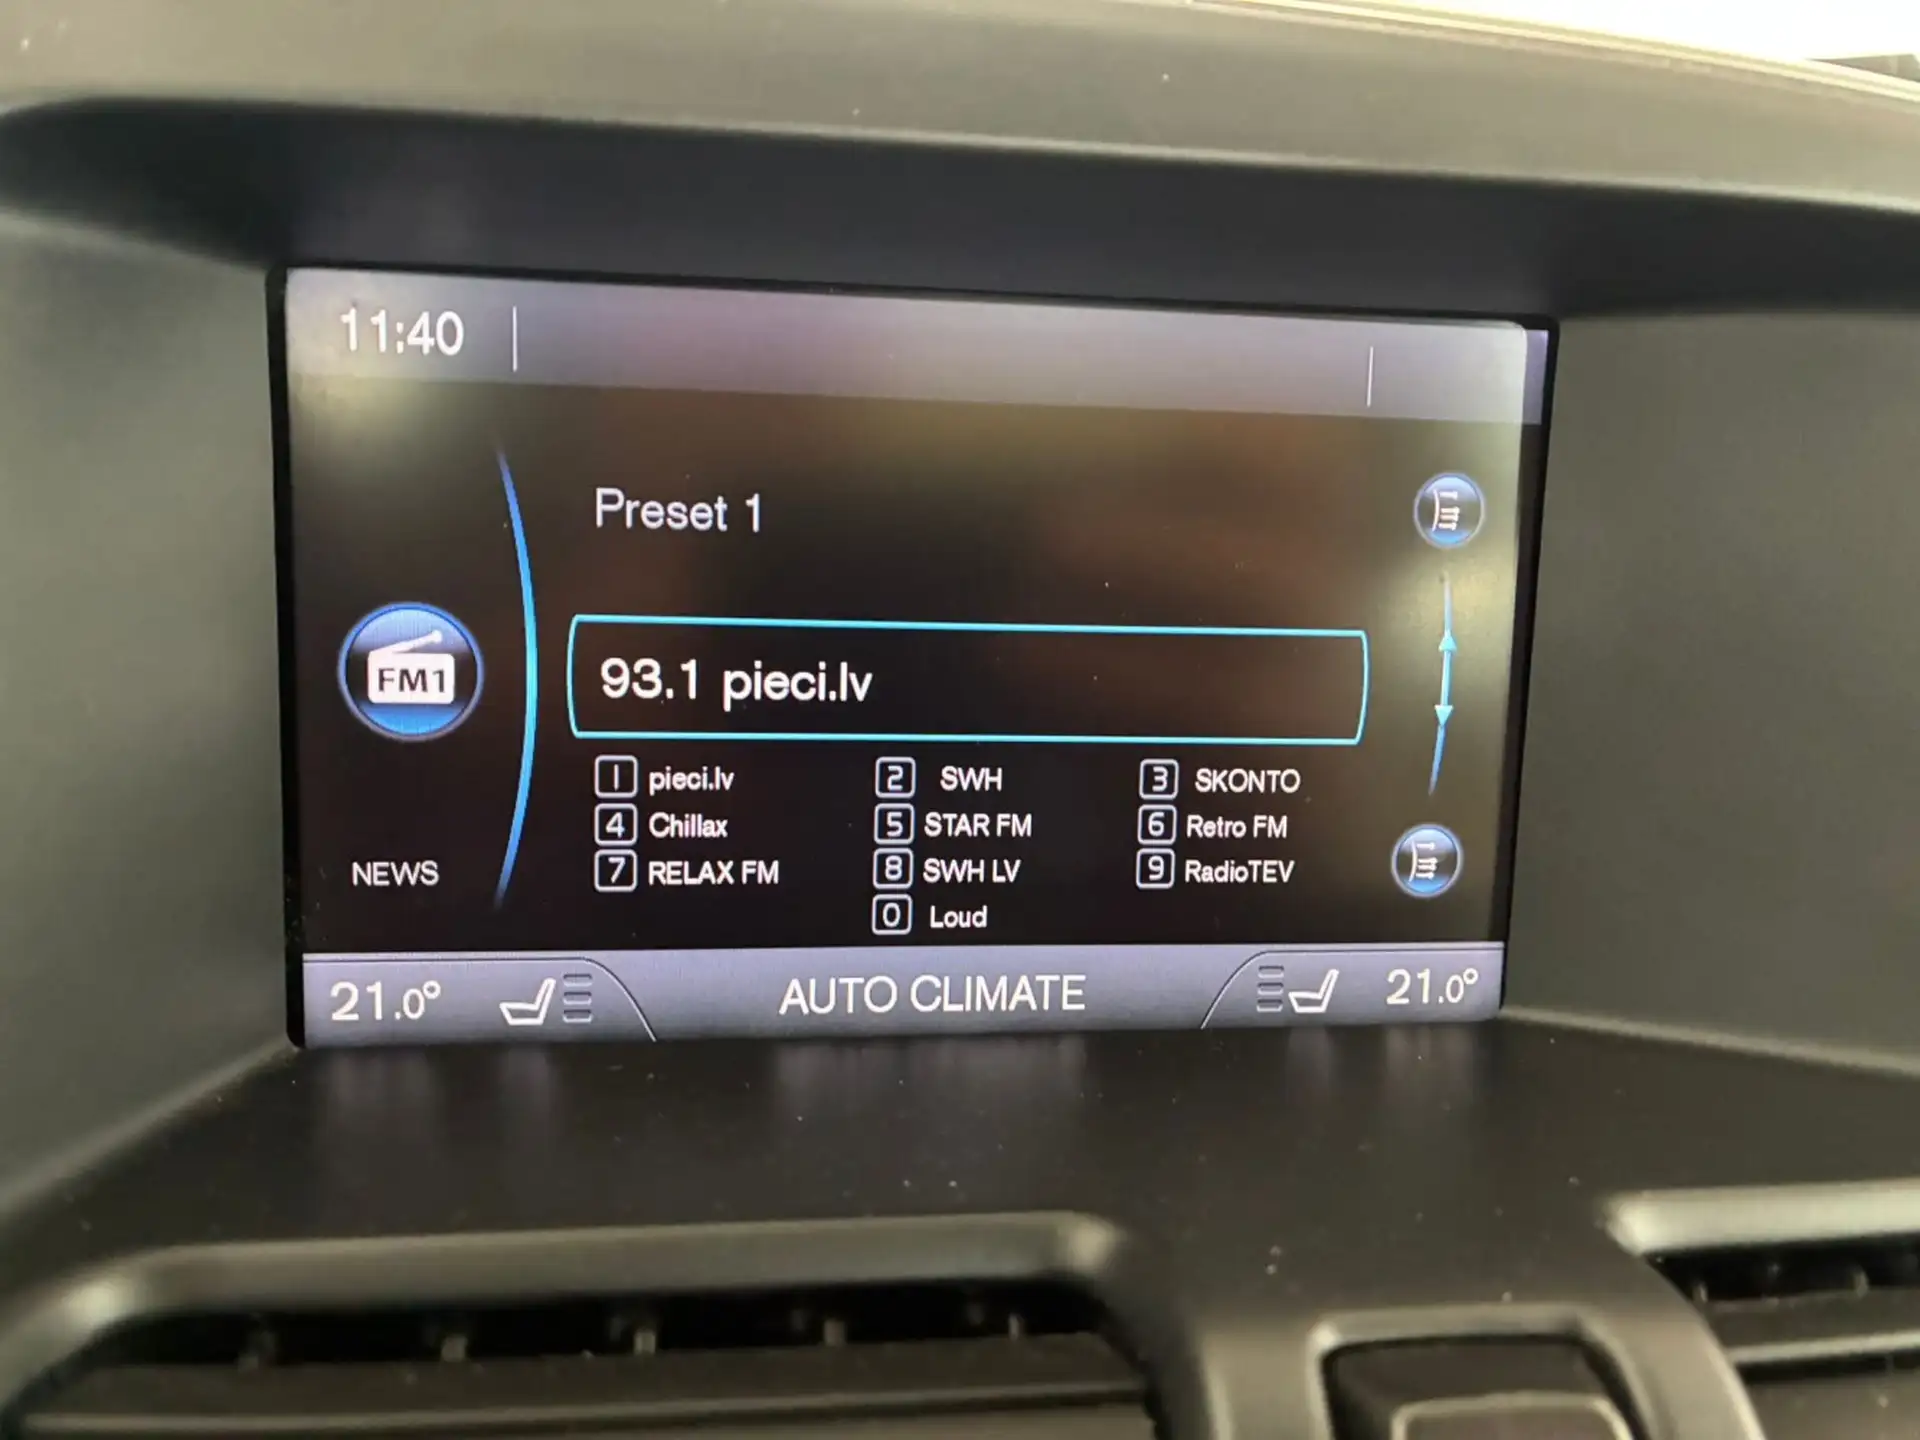 11:40
Preset 1
FM1
93.1 pieci.lv
1 pieci.lv 2 SWH 3 SKONTO
4 Chillax 5 STAR FM 6 Retro FM
NEWS
7 RELAX FM 8 SWH LV 9 RadioTEV
0 Loud
21.0° AUTO CLIMATE 21.0°